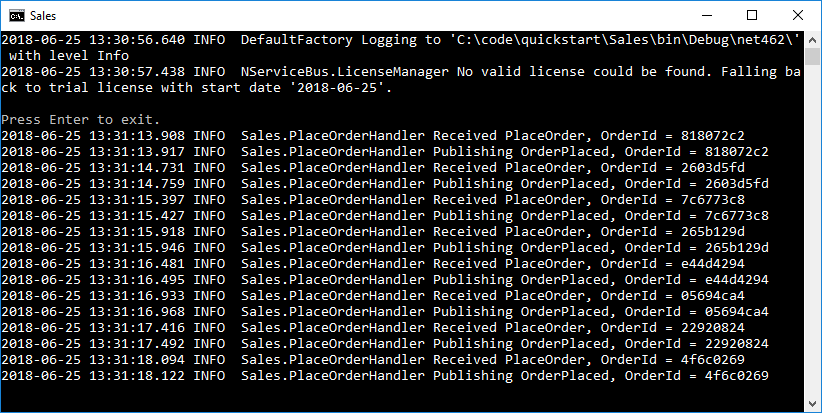 Sales
2018-06-25 13:30:56.640 INFO  DefaultFactory Logging to 'C:\code\quickstart\Sales\bin\Debug\net462\'
 with level Info
2018-06-25 13:30:57.438 INFO  NServiceBus.LicenseManager No valid license could be found. Falling ba
ck to trial license with start date '2018-06-25'.
Press Enter to exit.
2018-06-25 13:31:13.908 INFO  Sales.PlaceOrderHandler Received PlaceOrder, OrderId = 818072c2
2018-06-25 13:31:13.917 INFO  Sales.PlaceOrderHandler Publishing OrderPlaced, OrderId = 818072c2
2018-06-25 13:31:14.731 INFO  Sales.PlaceOrderHandler Received PlaceOrder, OrderId = 2603d5fd
2018-06-25 13:31:14.759 INFO  Sales.PlaceOrderHandler Publishing OrderPlaced, OrderId = 2603d5fd
2018-06-25 13:31:15.397 INFO  Sales.PlaceOrderHandler Received PlaceOrder, OrderId = 7c6773c8
2018-06-25 13:31:15.427 INFO  Sales.PlaceOrderHandler Publishing OrderPlaced, OrderId = 7c6773c8
2018-06-25 13:31:15.918 INFO  Sales.PlaceOrderHandler Received PlaceOrder, OrderId = 265b129d
2018-06-25 13:31:15.946 INFO  Sales.PlaceOrderHandler Publishing OrderPlaced, OrderId = 265b129d
2018-06-25 13:31:16.481 INFO  Sales.PlaceOrderHandler Received PlaceOrder, OrderId = e44d4294
2018-06-25 13:31:16.495 INFO  Sales.PlaceOrderHandler Publishing OrderPlaced, OrderId = e44d4294
2018-06-25 13:31:16.933 INFO  Sales.PlaceOrderHandler Received PlaceOrder, OrderId = 05694ca4
2018-06-25 13:31:16.968 INFO  Sales.PlaceOrderHandler Publishing OrderPlaced, OrderId = 05694ca4
2018-06-25 13:31:17.416 INFO  Sales.PlaceOrderHandler Received PlaceOrder, OrderId = 22920824
2018-06-25 13:31:17.492 INFO  Sales.PlaceOrderHandler Publishing OrderPlaced, OrderId = 22920824
2018-06-25 13:31:18.094 INFO  Sales.PlaceOrderHandler Received PlaceOrder, OrderId = 4f6c0269
2018-06-25 13:31:18.122 INFO  Sales.PlaceOrderHandler Publishing OrderPlaced, OrderId = 4f6c0269